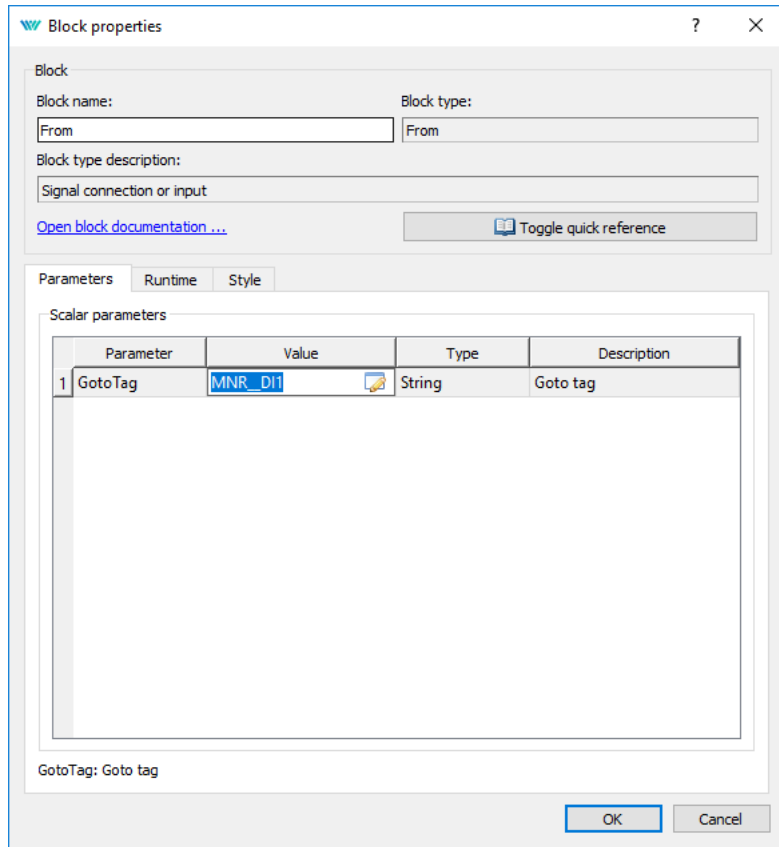 Block properties
Block
Block name:
Block type:
From
From
Block type description:
Signal connection or input
Open block documentation ...
Toggle quick reference
Parameters Runtime Style
Scalar parameters
Parameter Value Type Description
1 GotoTag MNR__DI1 String Goto tag
GotoTag: Goto tag
OK Cancel